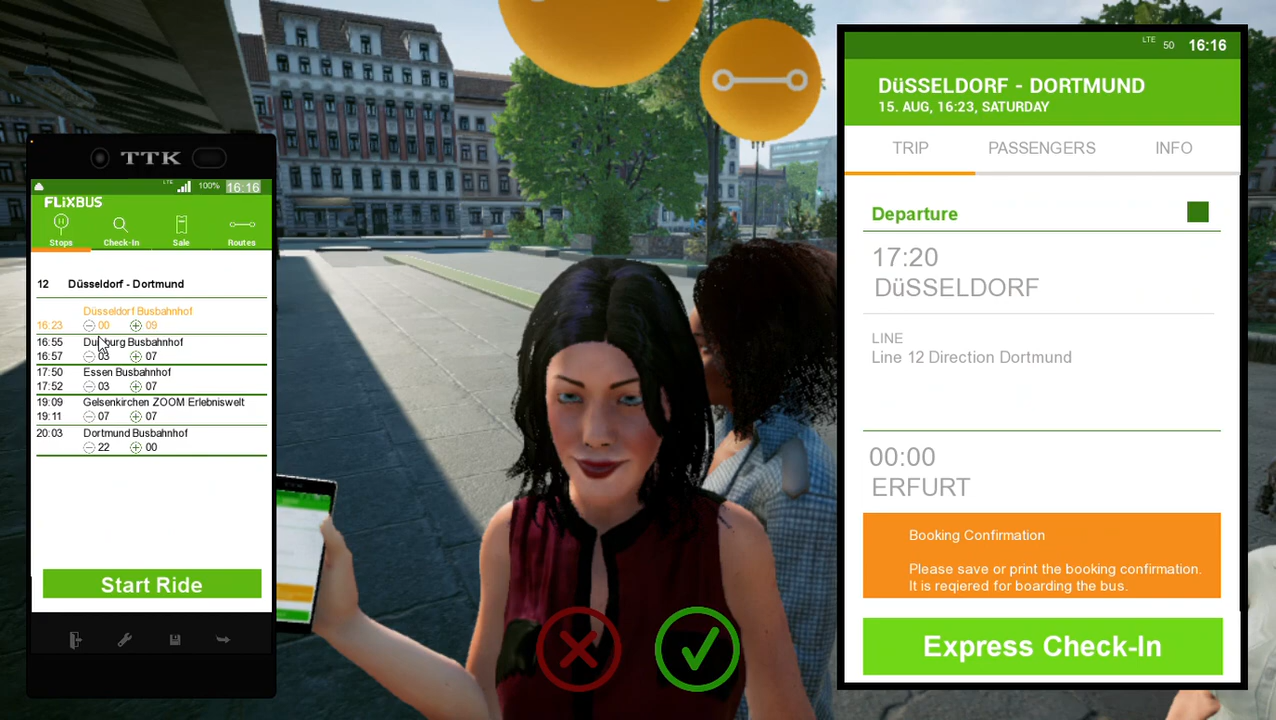 TTK
LTE 100% 16:16
FLiXBUS
Stops Check-In Sale Routes
12 Düsseldorf - Dortmund
Düsseldorf Busbahnhof
16:23 00 09
16:55 Duisburg Busbahnhof
16:57 03 07
17:50 Essen Busbahnhof
17:52 03 07
19:09 Gelsenkirchen ZOOM Erlebniswelt
19:11 07 07
20:03 Dortmund Busbahnhof
22 00
Start Ride
LTE 50 16:16
DüSSELDORF - DORTMUND
15. AUG, 16:23, SATURDAY
TRIP PASSENGERS INFO
Departure
17:20
DüSSELDORF
LINE
Line 12 Direction Dortmund
00:00
ERFURT
Booking Confirmation
Please save or print the booking confirmation.
It is reqiered for boarding the bus.
Express Check-In